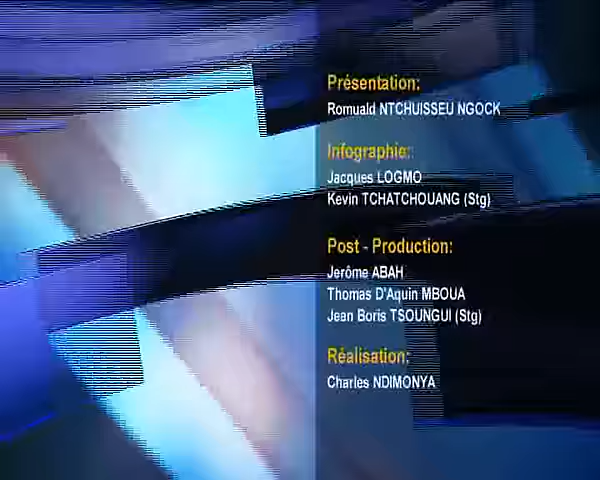 Présentation:
Romuald NTCHUISSEU NGOCK
Infographie:
Jacques LOGMO
Kevin TCHATCHOUANG (Stg)
Post - Production:
Jerôme ABAH
Thomas D'Aquin MBOUA
Jean Boris TSOUNGUI (Stg)
Réalisation:
Charles NDIMONYA